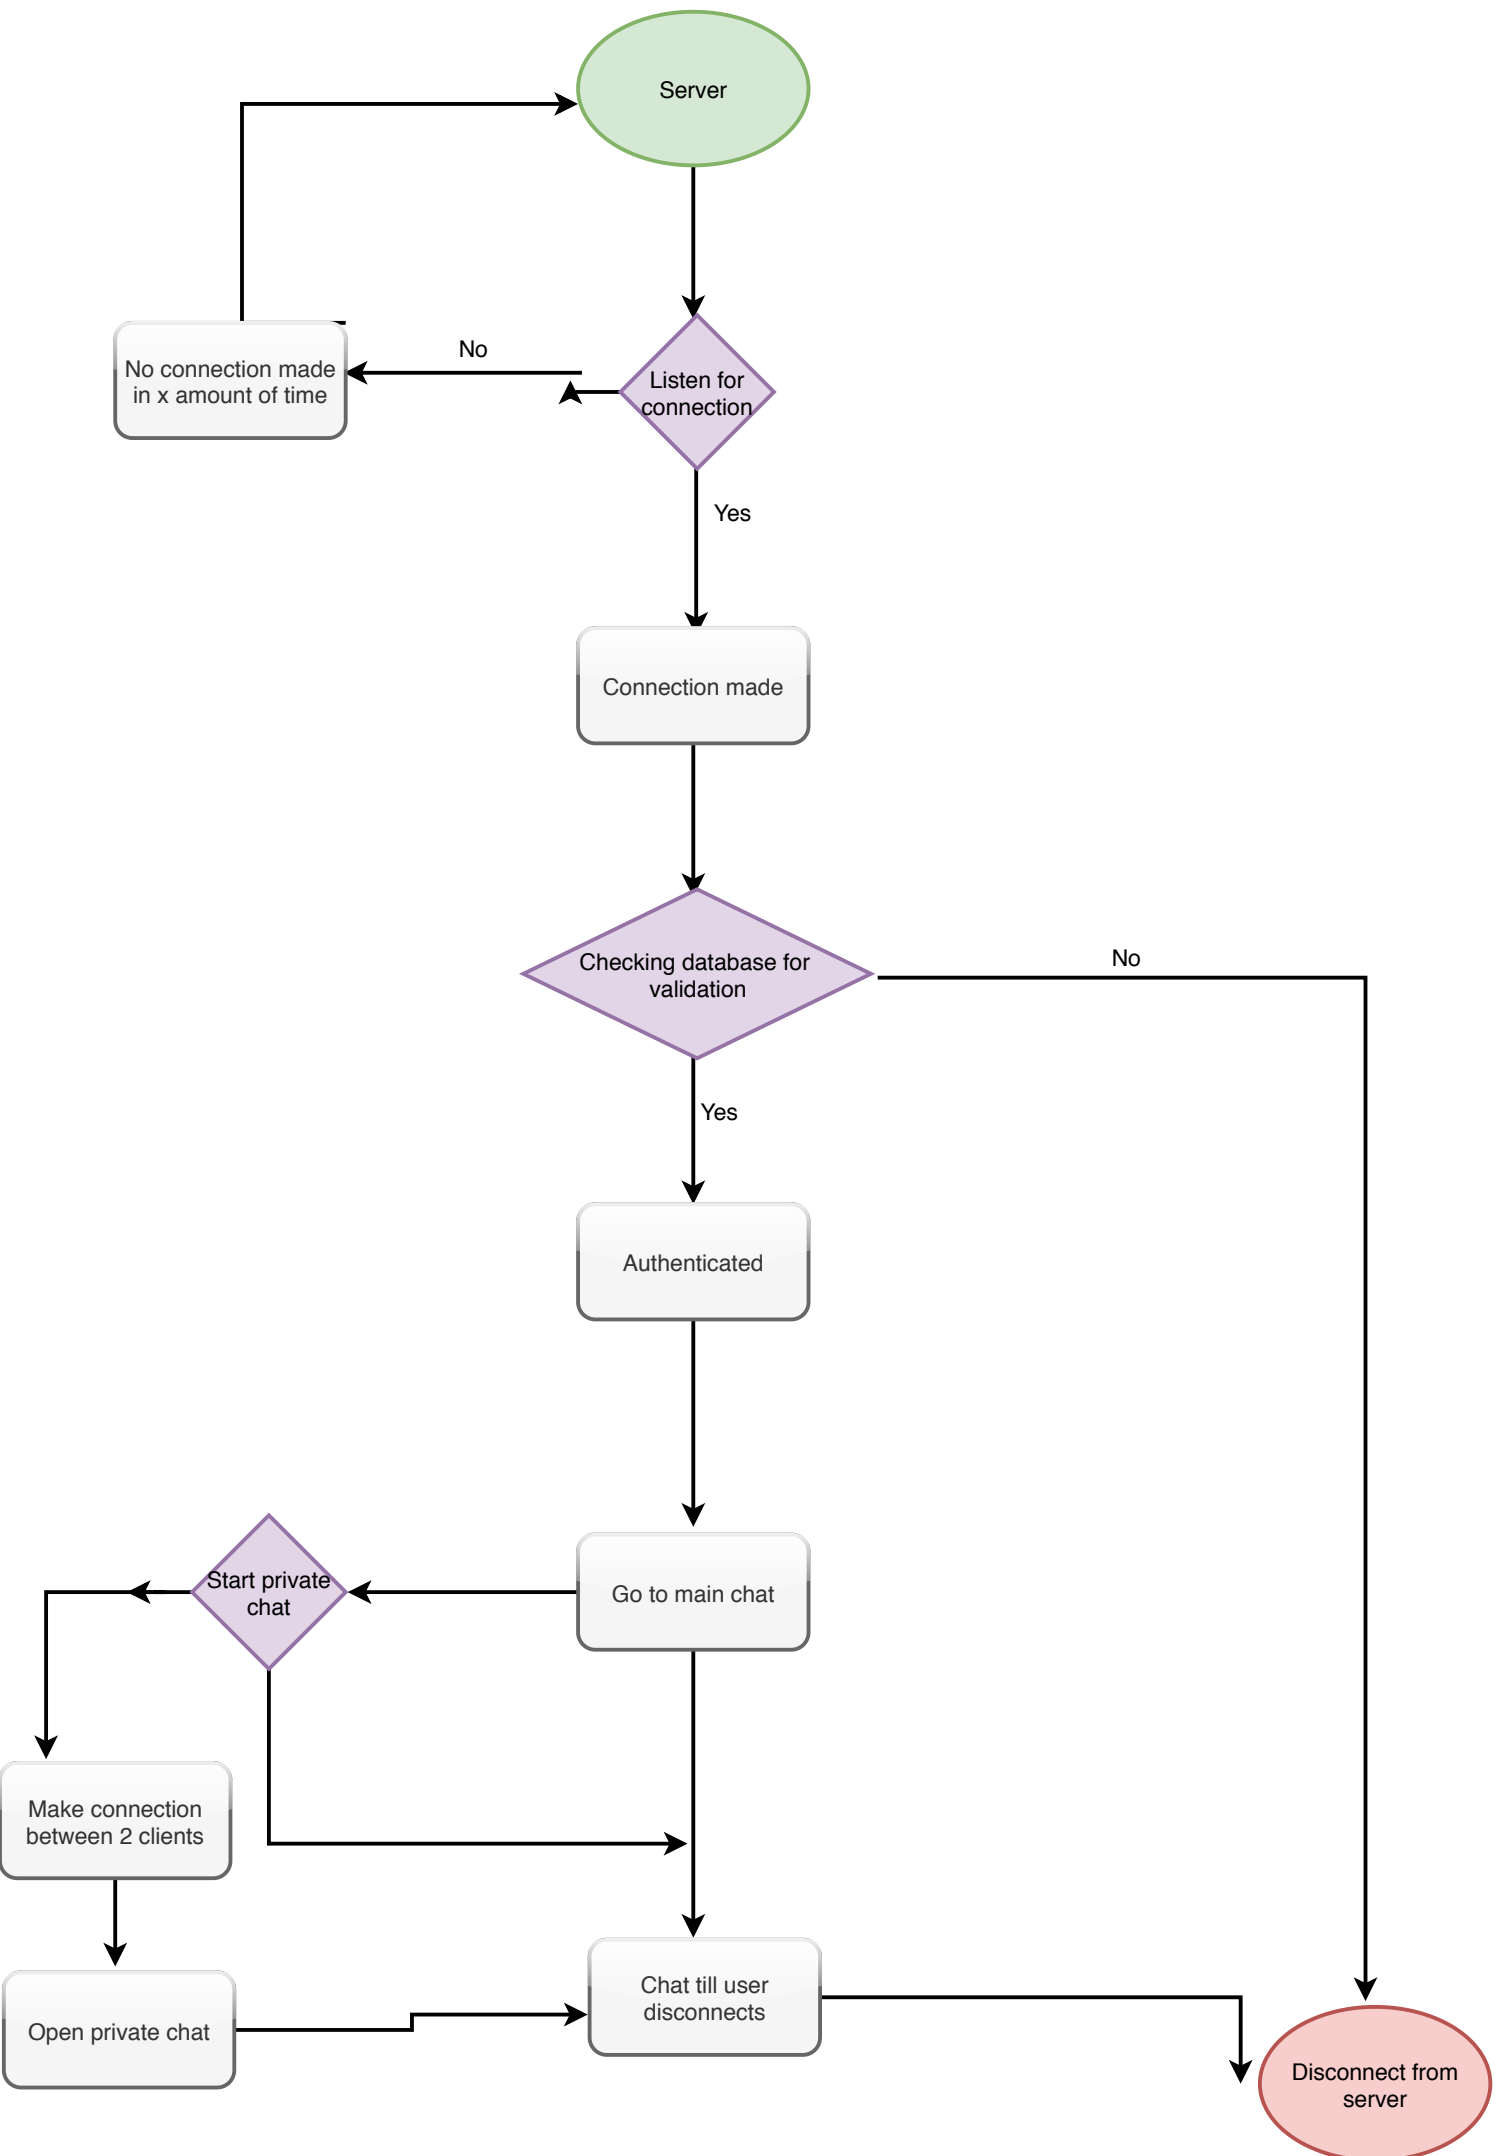 Server
No
No connection made
in x amount of time
Listen for
connection
Yes
Connection made
Checking database for
validation
No
Yes
Authenticated
Start private
chat
Go to main chat
Make connection
between 2 clients
Chat till user
disconnects
Open private chat
Disconnect from
server